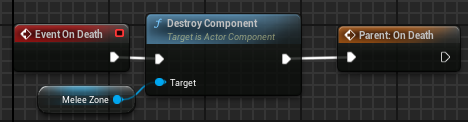 Event On Death
Destroy Component
Target is Actor Component
Parent: On Death
Target
Melee Zone